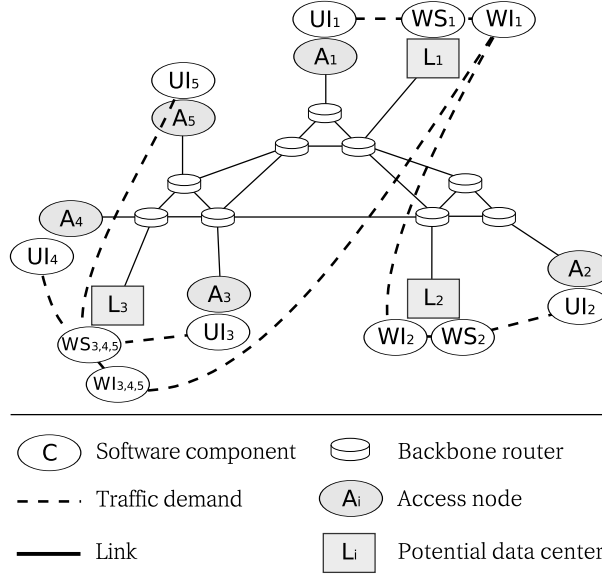 UI1 WS1 WI1
A1 L1
UI5
A5
A4
UI4
A3
L3
UI3
WS3,4,5
WI3,4,5
A2
L2
UI2
WI2 WS2
C Software component
Backbone router
Traffic demand
Ai Access node
Link
Li Potential data center